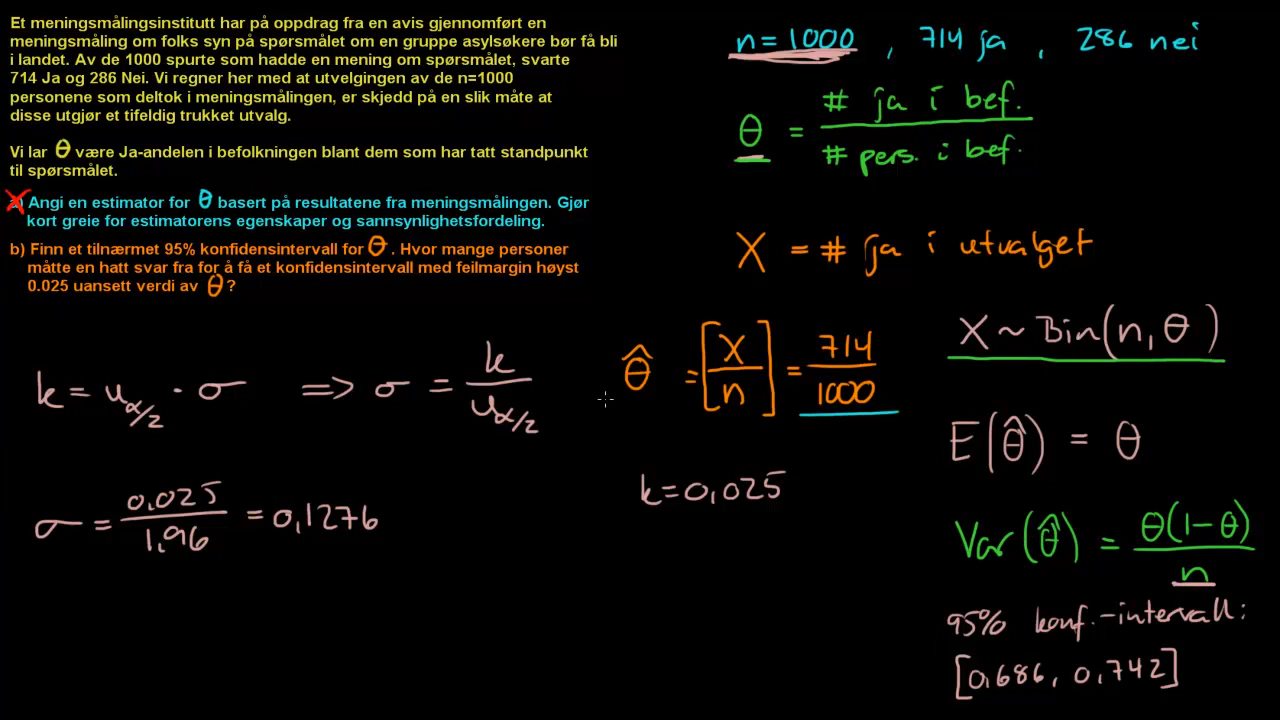 Et meningsmålingsinstitutt har på oppdrag fra en avis gjennomført en
meningsmåling om folks syn på spørsmålet om en gruppe asylsøkere bør få bli
i landet. Av de 1000 spurte som hadde en mening om spørsmålet, svarte
714 Ja og 286 Nei. Vi regner her med at utvelgingen av de n=1000
personene som deltok i meningsmålingen, er skjedd på en slik måte at
disse utgjør et tifeldig trukket utvalg.
Vi lar θ være Ja-andelen i befolkningen blant dem som har tatt standpunkt
til spørsmålet.
a) Angi en estimator for θ basert på resultatene fra meningsmålingen. Gjør
kort greie for estimatorens egenskaper og sannsynlighetsfordeling.
b) Finn et tilnærmet 95% konfidensintervall for θ. Hvor mange personer
måtte en hatt svar fra for å få et konfidensintervall med feilmargin høyst
0.025 uansett verdi av θ?
n=1000, 714 ja, 286 nei
θ = # ja i bef. / # pers. i bef.
X = # ja i utvalget
X ~ Bin(n, θ)
θ̂ = [X/n] = 714/1000
k = u_{α/2} · σ ⇒ σ = k/u_{α/2}
E(θ̂) = θ
k=0,025
σ = 0,025/1,96 = 0,1276
Var(θ̂) = θ(1-θ)/n
95% konf.-intervall:
[0,686, 0,742]